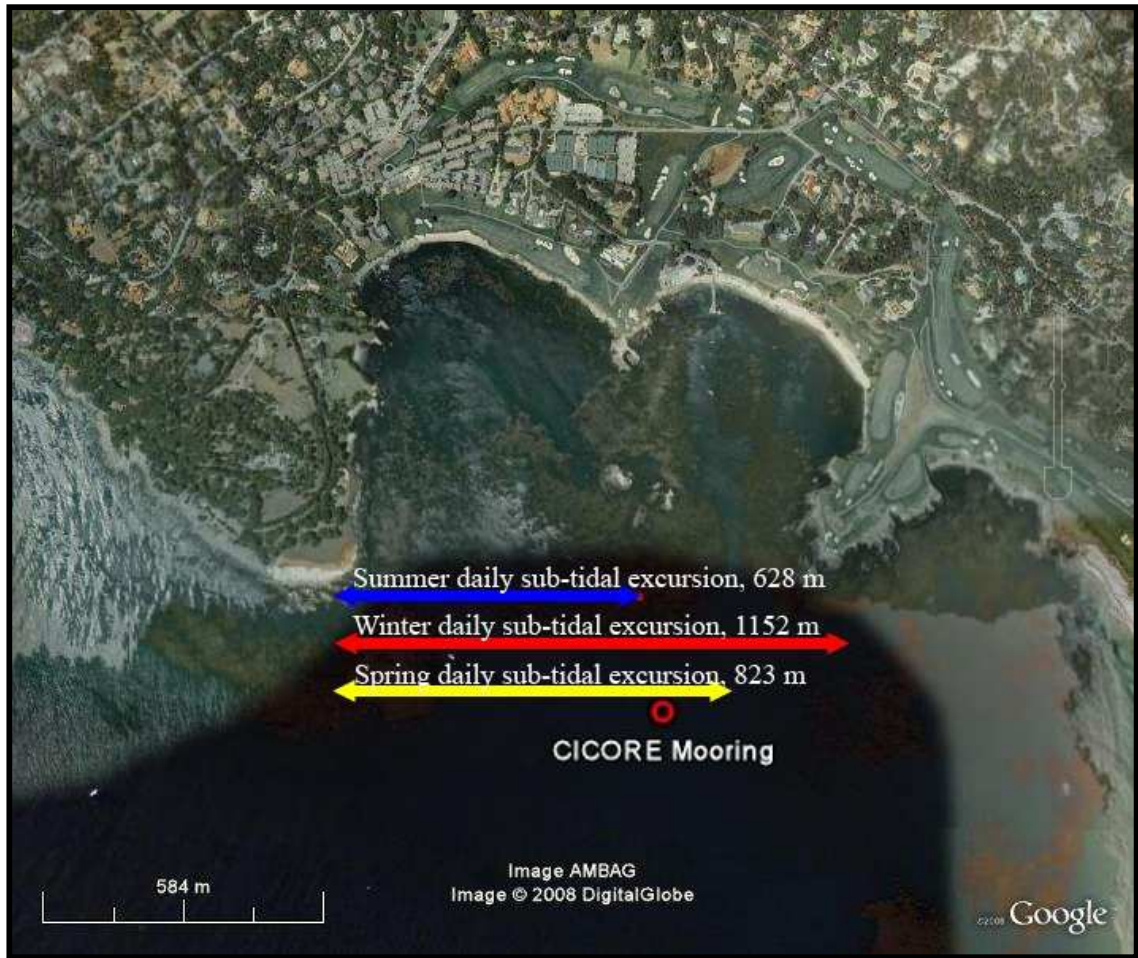 Summer daily sub-tidal excursion, 628 m
Winter daily sub-tidal excursion, 1152 m
Spring daily sub-tidal excursion, 823 m
CICORE Mooring
584 m
Image AMBAG
Image © 2008 DigitalGlobe
©2008 Google